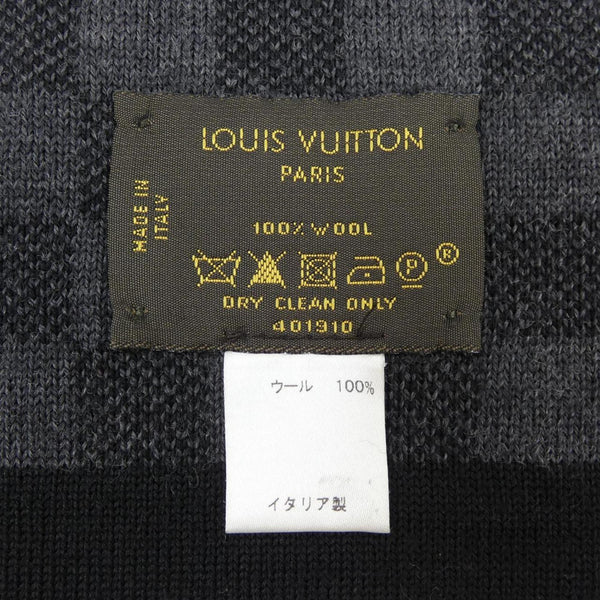 LOUIS VUITTON
PARIS
MADE IN
ITALY
100% WOOL
P
®
DRY CLEAN ONLY
401910
ウール 100%
イタリア製